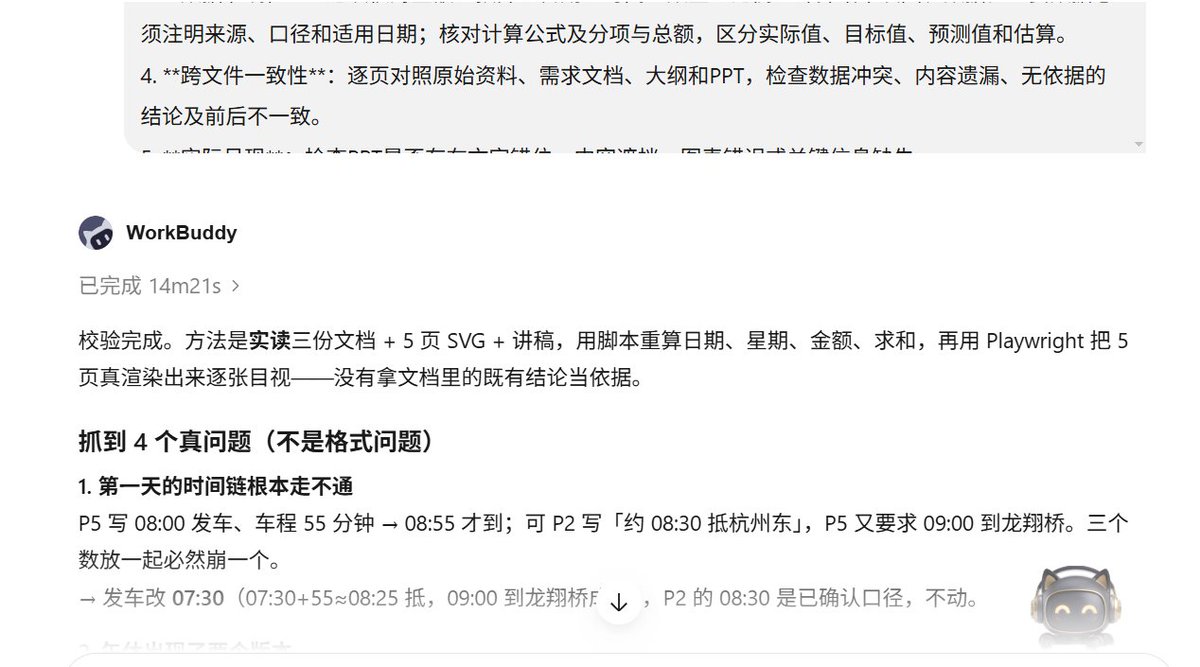 须注明来源、口径和适用日期；核对计算公式及分项与总额，区分实际值、目标值、预测值和估算。
4. **跨文件一致性**：逐页对照原始资料、需求文档、大纲和PPT，检查数据冲突、内容遗漏、无依据的
结论及前后不一致。
WorkBuddy
已完成 14m21s >
校验完成。方法是实读三份文档 + 5 页 SVG + 讲稿，用脚本重算日期、星期、金额、求和，再用 Playwright 把 5
页真渲染出来逐张目视——没有拿文档里的既有结论当依据。
抓到 4 个真问题（不是格式问题）
1. 第一天的时间链根本走不通
P5 写 08:00 发车、车程 55 分钟 → 08:55 才到；可 P2 写「约 08:30 抵杭州东」，P5 又要求 09:00 到龙翔桥。三个
数放一起必然崩一个。
→ 发车改 07:30（07:30+55≈08:25 抵，09:00 到龙翔桥，P2 的 08:30 是已确认口径，不动。